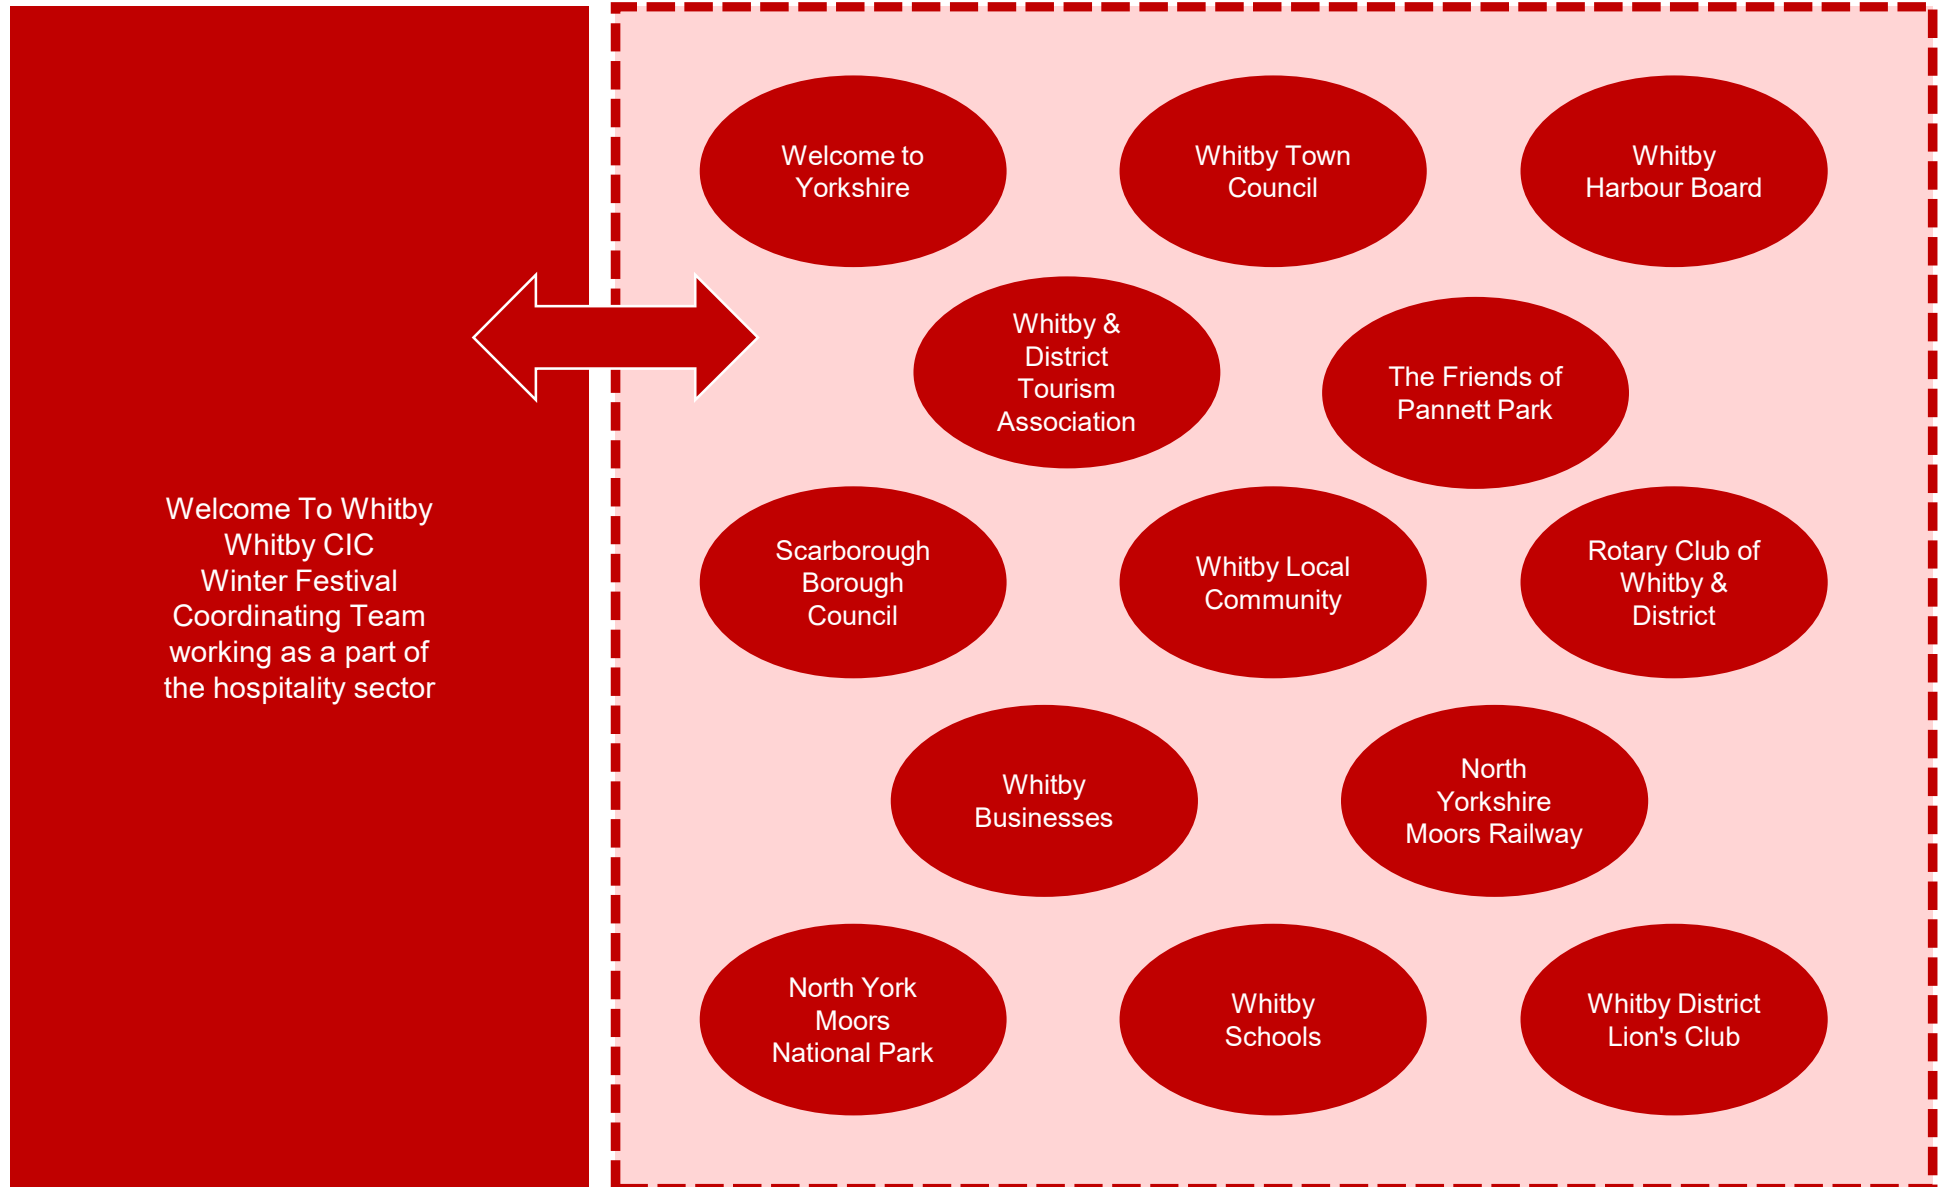 Welcome To Whitby
Whitby CIC
Winter Festival
Coordinating Team
working as a part of
the hospitality sector
Welcome to
Yorkshire
Whitby Town
Council
Whitby
Harbour Board
Whitby &
District
Tourism
Association
The Friends of
Pannett Park
Scarborough
Borough
Council
Whitby Local
Community
Rotary Club of
Whitby &
District
Whitby
Businesses
North
Yorkshire
Moors Railway
North York
Moors
National Park
Whitby
Schools
Whitby District
Lion's Club